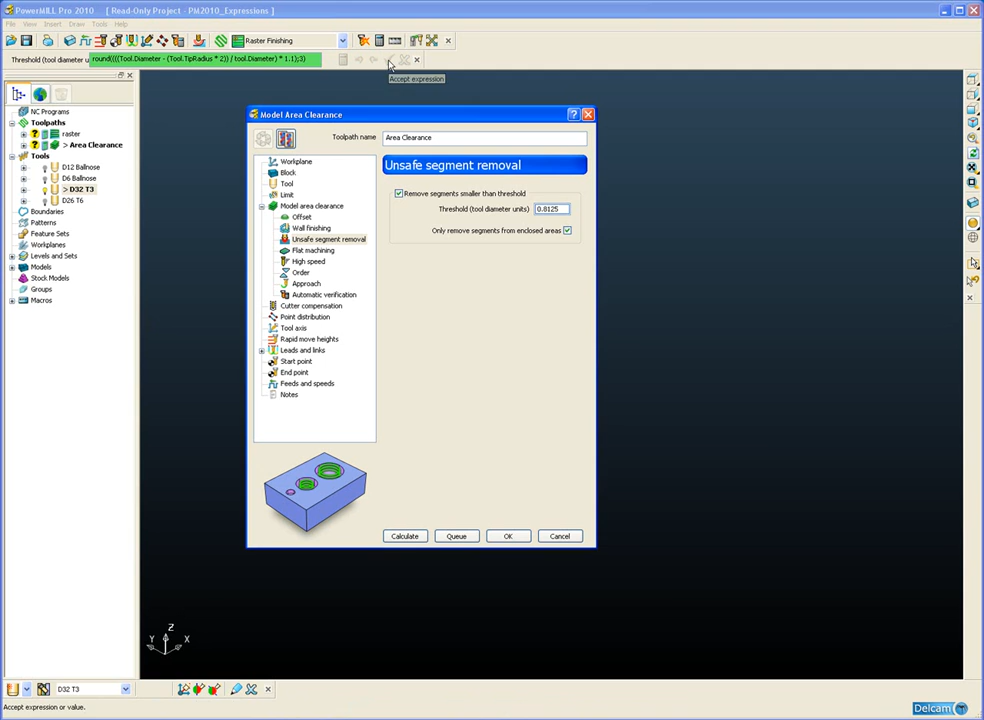 PowerMILL Pro 2010   [ Read-Only Project - PM2010_Expressions ]
File View Insert Draw Tools Help
Raster Finishing
Threshold (tool diameter u round((((Tool.Diameter - (Tool.TipRadius * 2)) / tool.Diameter) * 1.1);3)
Accept expression
NC Programs
Toolpaths
raster
> Area Clearance
Tools
D12 Ballnose
D6 Ballnose
> D32 T3
D26 T6
Boundaries
Patterns
Feature Sets
Workplanes
Levels and Sets
Models
Stock Models
Groups
Macros
Model Area Clearance
Toolpath name Area Clearance
Workplane
Block
Tool
Limit
Model area clearance
Offset
Wall finishing
Unsafe segment removal
Flat machining
High speed
Order
Approach
Automatic verification
Cutter compensation
Point distribution
Tool axis
Rapid move heights
Leads and links
Start point
End point
Feeds and speeds
Notes
Unsafe segment removal
Remove segments smaller than threshold
Threshold (tool diameter units) 0.8125
Only remove segments from enclosed areas
Calculate Queue OK Cancel
Z
Y X
D32 T3
Accept expression or value.
Delcam